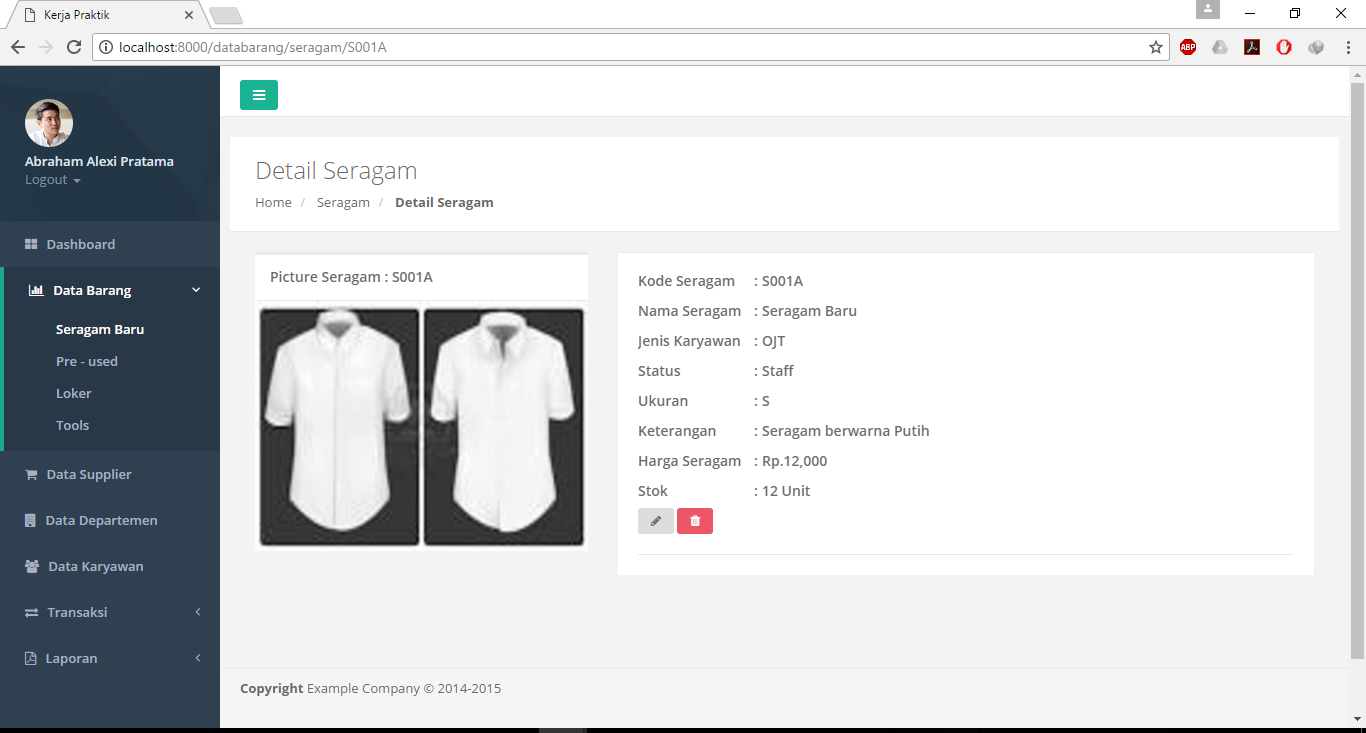 Kerja Praktik
localhost:8000/databarang/seragam/S001A
ABP
Abraham Alexi Pratama
Logout
Dashboard
Data Barang
Seragam Baru
Pre - used
Loker
Tools
Data Supplier
Data Departemen
Data Karyawan
Transaksi
Laporan
Detail Seragam
Home / Seragam / Detail Seragam
Picture Seragam : S001A
Kode Seragam : S001A
Nama Seragam : Seragam Baru
Jenis Karyawan : OJT
Status : Staff
Ukuran : S
Keterangan : Seragam berwarna Putih
Harga Seragam : Rp.12,000
Stok : 12 Unit
Copyright Example Company © 2014-2015